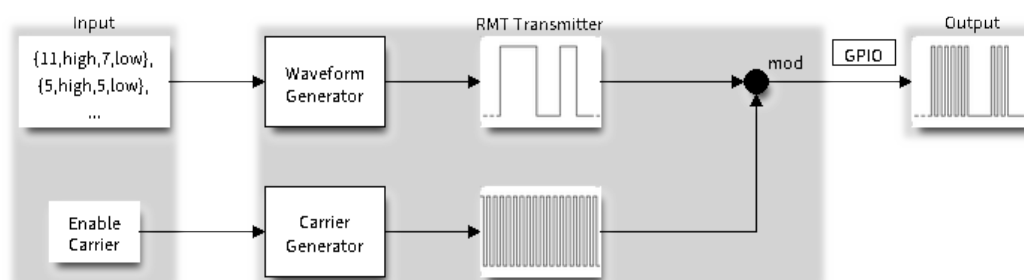 Input
RMT Transmitter
Output
{11,high,7,low},
{5,high,5,low},
...
Waveform
Generator
mod
GPIO
Enable
Carrier
Carrier
Generator